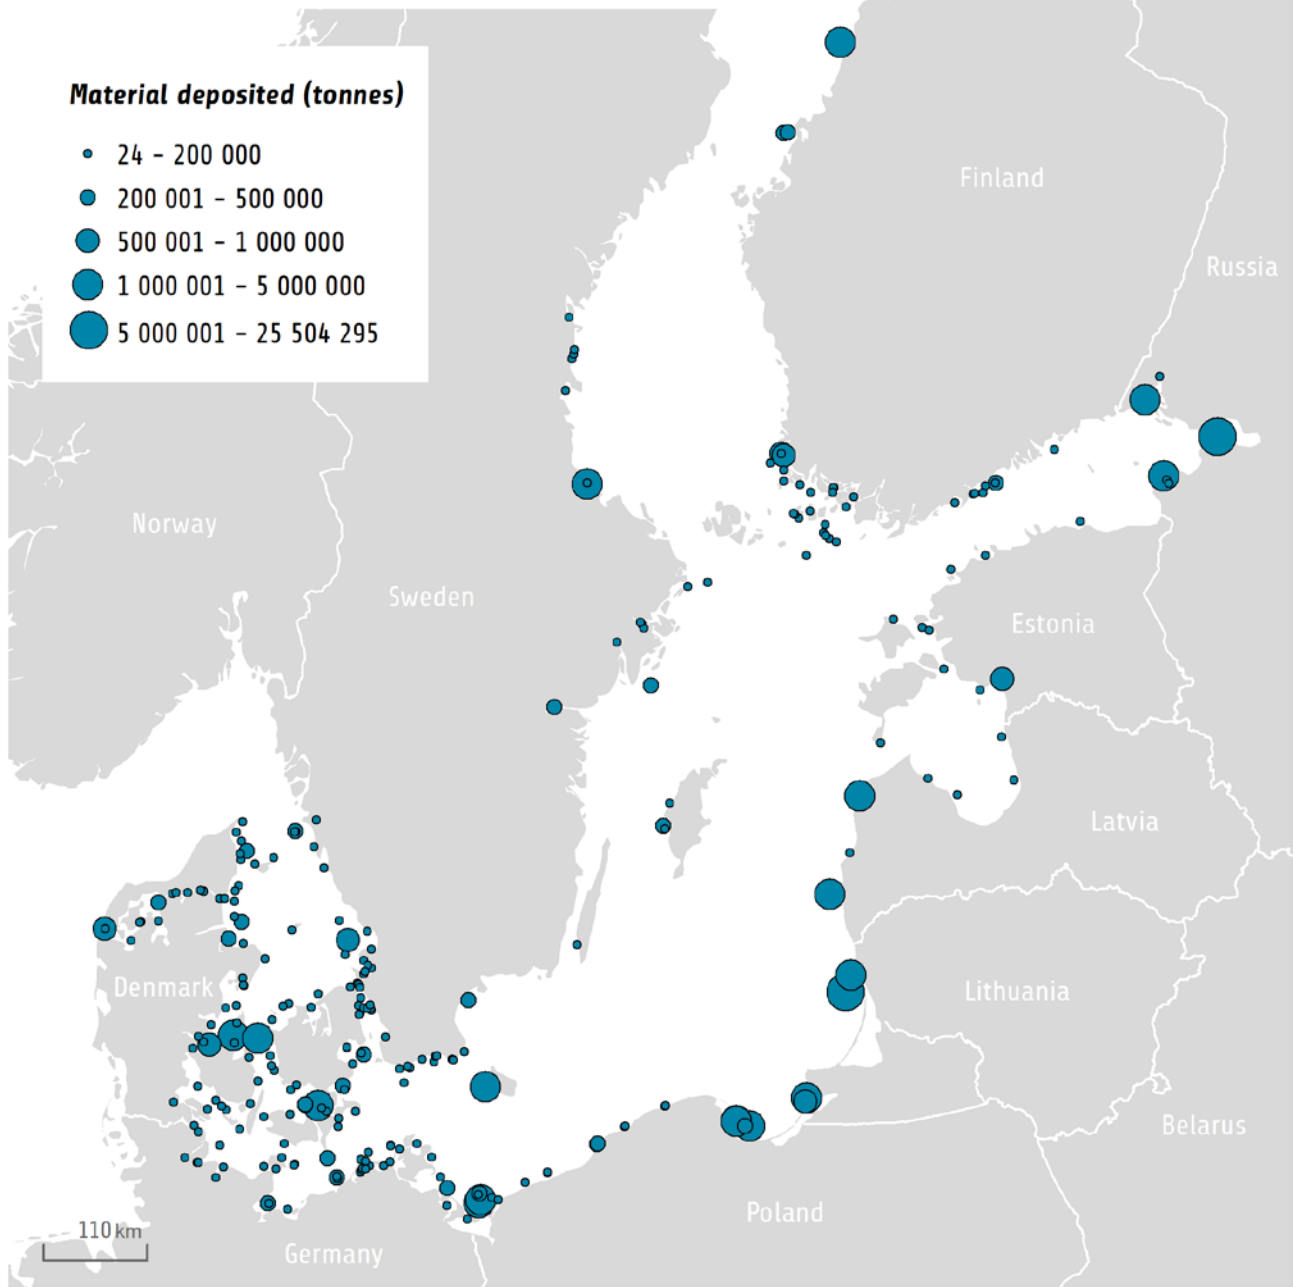 Material deposited (tonnes)
24 – 200 000
200 001 – 500 000
500 001 – 1 000 000
1 000 001 – 5 000 000
5 000 001 – 25 504 295
Finland
Russia
Norway
Sweden
Estonia
Latvia
Denmark
Lithuania
Belarus
Poland
110 km
Germany